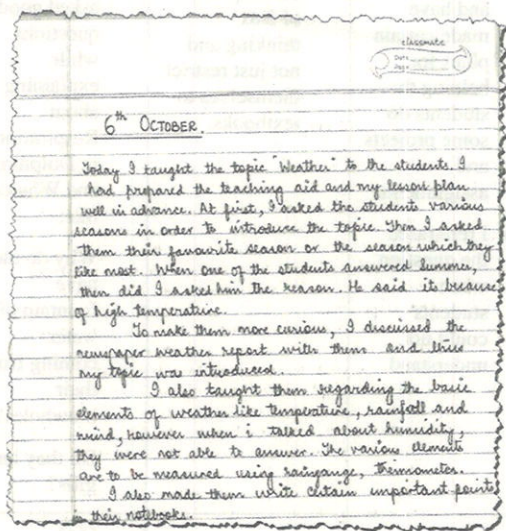 classmate
Date
Page
6th OCTOBER.
Today I taught the topic "Weather" to the students. I
had prepared the teaching aid and my lesson plan
well in advance. At first, I asked the students various
seasons in order to introduce the topic. Then I asked
them their favourite season or the season which they
like most. When one of the students answered Summer,
then did I asked him the reason. He said its because
of high temperature.
To make them more curious, I discussed the
newspaper weather report with them and thus
my topic was introduced.
I also taught them regarding the basic
elements of weather like temperature, rainfall and
wind, however when i talked about humidity,
they were not able to answer. The various elements
are to be measured using raingauge, thermometer.
I also made them write certain important points
in their notebooks.